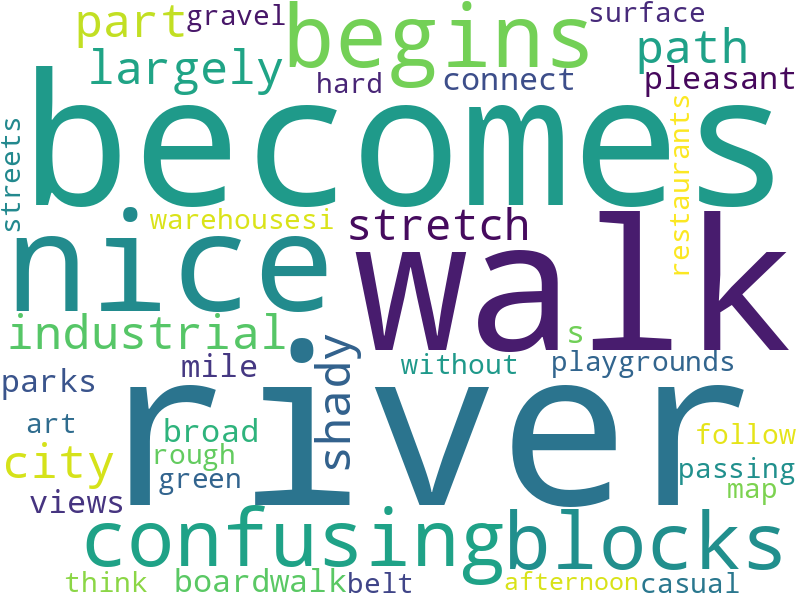 part gravel begins surface
largely hard connect path pleasant
becomes
streets restaurants
nice warehousesi stretch walk
industrial s
parks mile shady without playgrounds
river
art broad follow
city rough green passing
views map
confusing blocks
think boardwalk belt afternoon casual